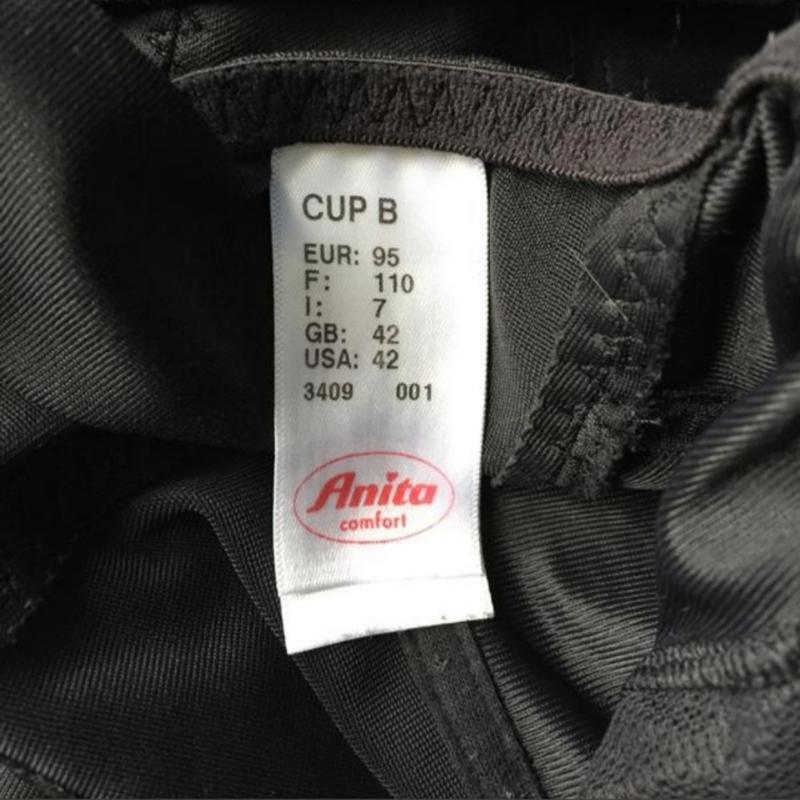 CUP B
EUR: 95
F: 110
I: 7
GB: 42
USA: 42
3409 001
Anita
comfort